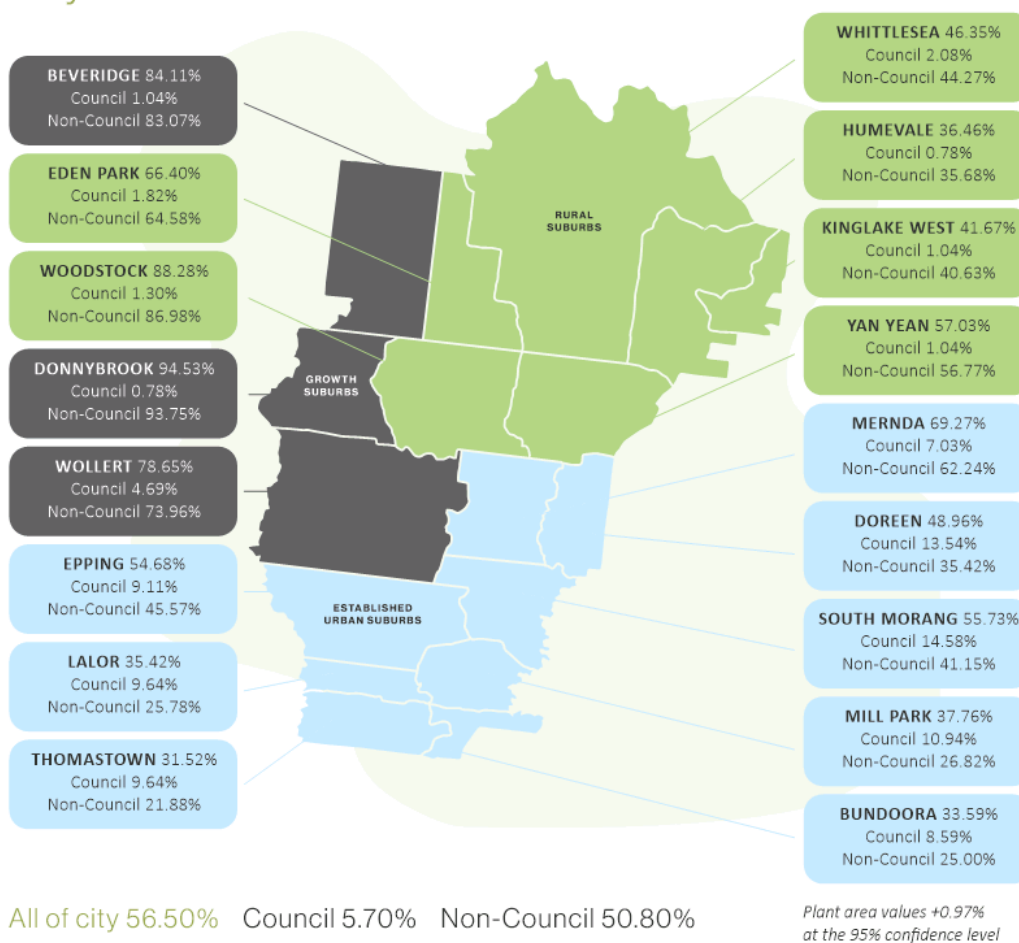 BEVERIDGE 84.11%
Council 1.04%
Non-Council 83.07%
EDEN PARK 66.40%
Council 1.82%
Non-Council 64.58%
WOODSTOCK 88.28%
Council 1.30%
Non-Council 86.98%
DONNYBROOK 94.53%
Council 0.78%
Non-Council 93.75%
WOLLERT 78.65%
Council 4.69%
Non-Council 73.96%
EPPING 54.68%
Council 9.11%
Non-Council 45.57%
LALOR 35.42%
Council 9.64%
Non-Council 25.78%
THOMASTOWN 31.52%
Council 9.64%
Non-Council 21.88%
RURAL
SUBURBS
GROWTH
SUBURBS
ESTABLISHED
URBAN SUBURBS
WHITTLESEA 46.35%
Council 2.08%
Non-Council 44.27%
HUMEVALE 36.46%
Council 0.78%
Non-Council 35.68%
KINGLAKE WEST 41.67%
Council 1.04%
Non-Council 40.63%
YAN YEAN 57.03%
Council 1.04%
Non-Council 56.77%
MERNDA 69.27%
Council 7.03%
Non-Council 62.24%
DOREEN 48.96%
Council 13.54%
Non-Council 35.42%
SOUTH MORANG 55.73%
Council 14.58%
Non-Council 41.15%
MILL PARK 37.76%
Council 10.94%
Non-Council 26.82%
BUNDOORA 33.59%
Council 8.59%
Non-Council 25.00%
All of city 56.50% Council 5.70% Non-Council 50.80%
Plant area values +0.97%
at the 95% confidence level